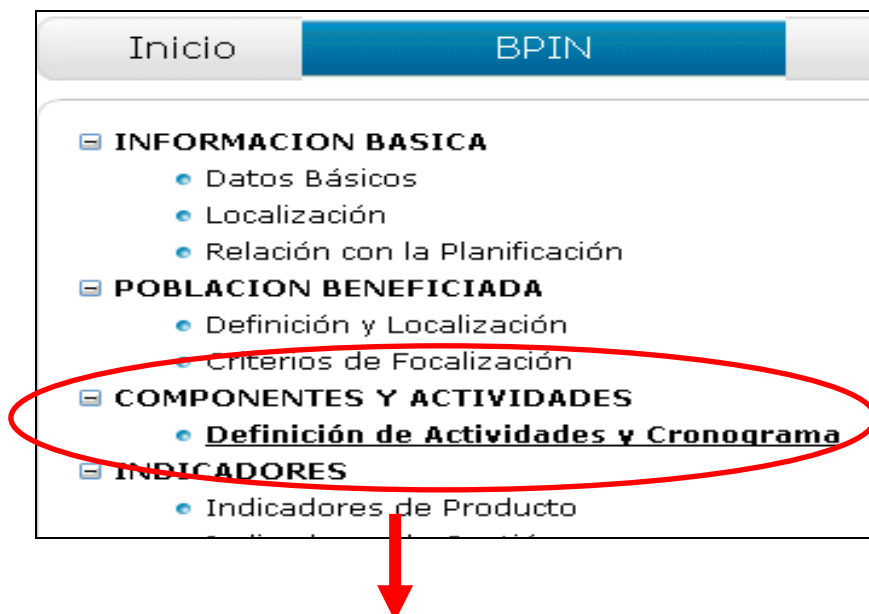 Inicio BPIN
INFORMACION BASICA
Datos Básicos
Localización
Relación con la Planificación
POBLACION BENEFICIADA
Definición y Localización
Criterios de Focalización
COMPONENTES Y ACTIVIDADES
Definición de Actividades y Cronograma
INDICADORES
Indicadores de Producto